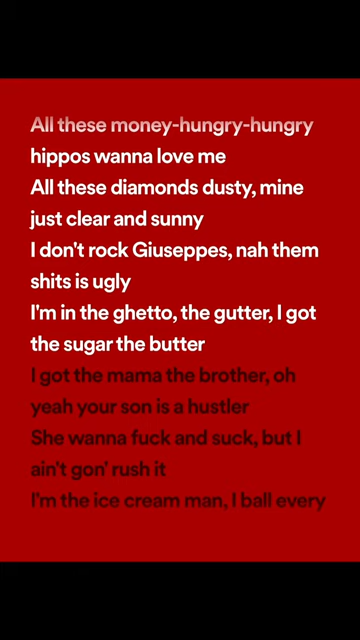 All these money-hungry-hungry
hippos wanna love me
All these diamonds dusty, mine
just clear and sunny
I don't rock Giuseppes, nah them
shits is ugly
I'm in the ghetto, the gutter, I got
the sugar the butter
I got the mama the brother, oh
yeah your son is a hustler
She wanna fuck and suck, but I
ain't gon' rush it
I'm the ice cream man, I ball every